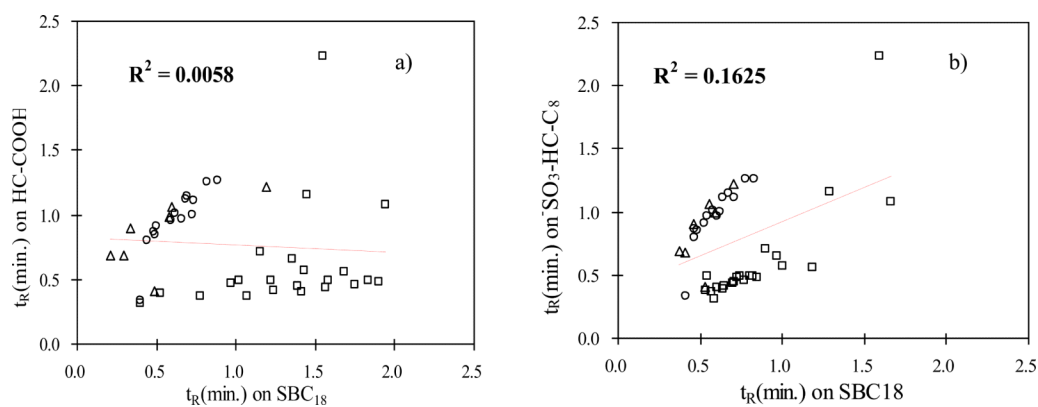 2.5
2.0
1.5
1.0
0.5
0.0
0.0 0.5 1.0 1.5 2.0 2.5
tR(min.) on HC-COOH
tR(min.) on SBC18
R2 = 0.0058
a)
2.5
2.0
1.5
1.0
0.5
0.0
0.0 0.5 1.0 1.5 2.0 2.5
tR(min.) on -SO3-HC-C8
tR(min.) on SBC18
R2 = 0.1625
b)